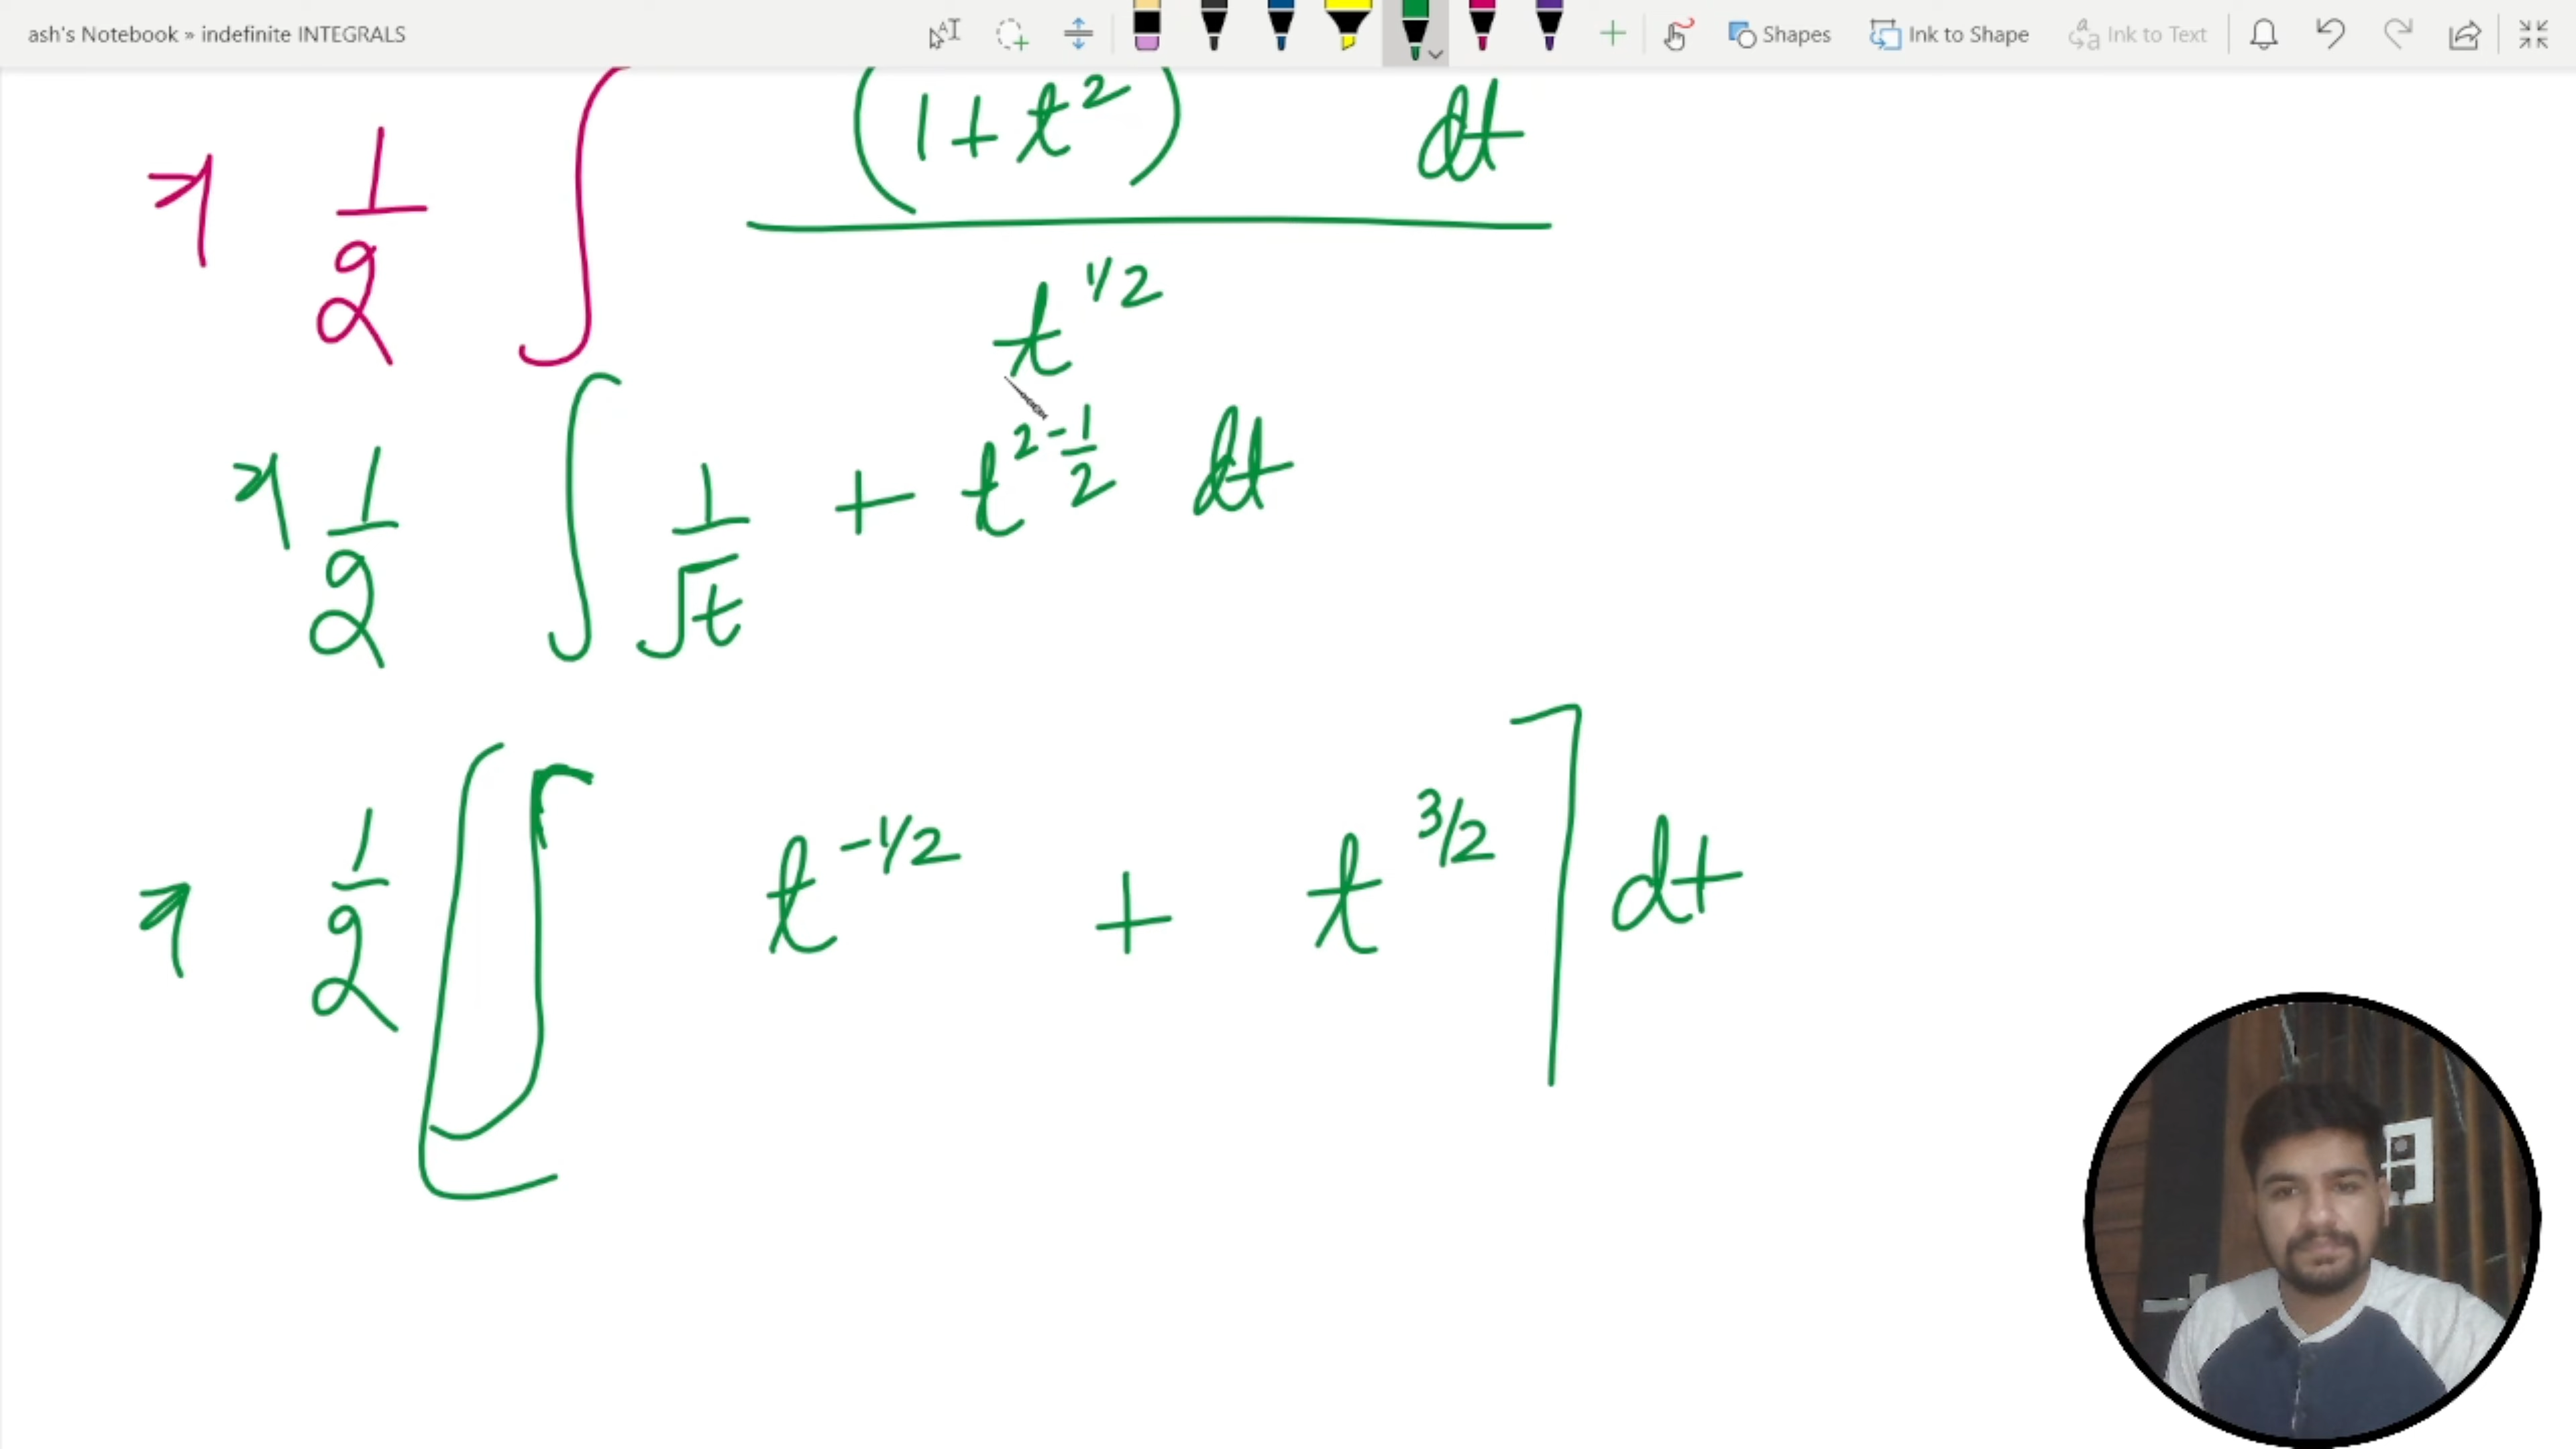 ash's Notebook » indefinite INTEGRALS
Shapes
Ink to Shape
Ink to Text
1/2 ∫ (1+t²) dt / t^1/2
1/2 ∫ 1/√t + t^2-1/2 dt
1/2 [∫ t^-1/2 + t^3/2] dt